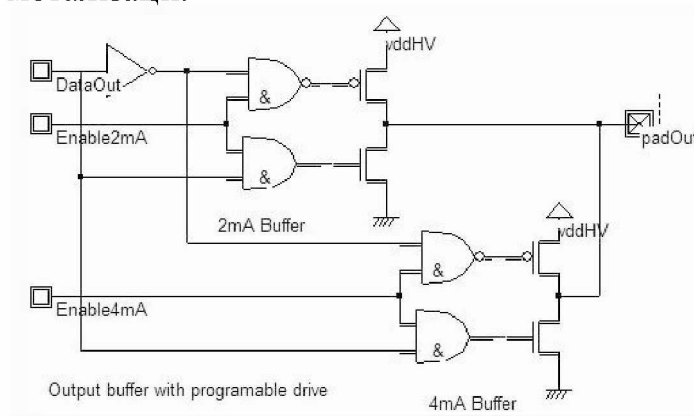 vddHV
DataOut
&
Enable2mA
padOut
&
2mA Buffer
vddHV
&
Enable4mA
&
Output buffer with programable drive
4mA Buffer